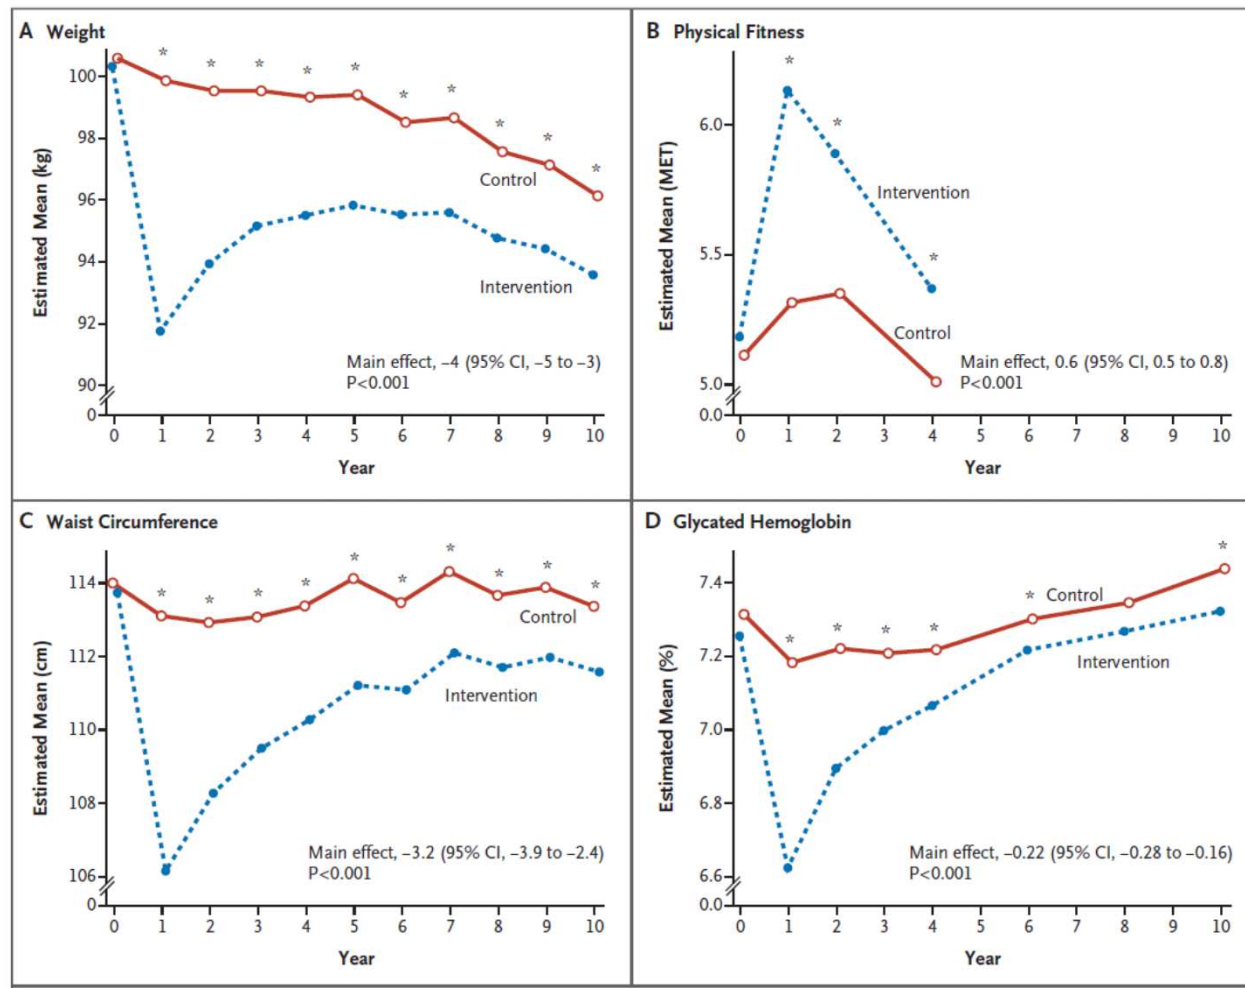 A Weight
100
98
96
94
92
90
0
Estimated Mean (kg)
*
*
*
*
*
*
*
*
*
*
Control
Intervention
Main effect, –4 (95% CI, –5 to –3)
P<0.001
0 1 2 3 4 5 6 7 8 9 10
Year
B Physical Fitness
6.0
5.5
5.0
0.0
Estimated Mean (MET)
*
*
*
Intervention
Control
Main effect, 0.6 (95% CI, 0.5 to 0.8)
P<0.001
0 1 2 3 4 5 6 7 8 9 10
Year
C Waist Circumference
114
112
110
108
106
0
Estimated Mean (cm)
*
*
*
*
*
*
*
*
*
*
Control
Intervention
Main effect, –3.2 (95% CI, –3.9 to –2.4)
P<0.001
0 1 2 3 4 5 6 7 8 9 10
Year
D Glycated Hemoglobin
7.4
7.2
7.0
6.8
6.6
0.0
Estimated Mean (%)
*
*
*
*
*
*
Control
Intervention
Main effect, –0.22 (95% CI, –0.28 to –0.16)
P<0.001
0 1 2 3 4 5 6 7 8 9 10
Year